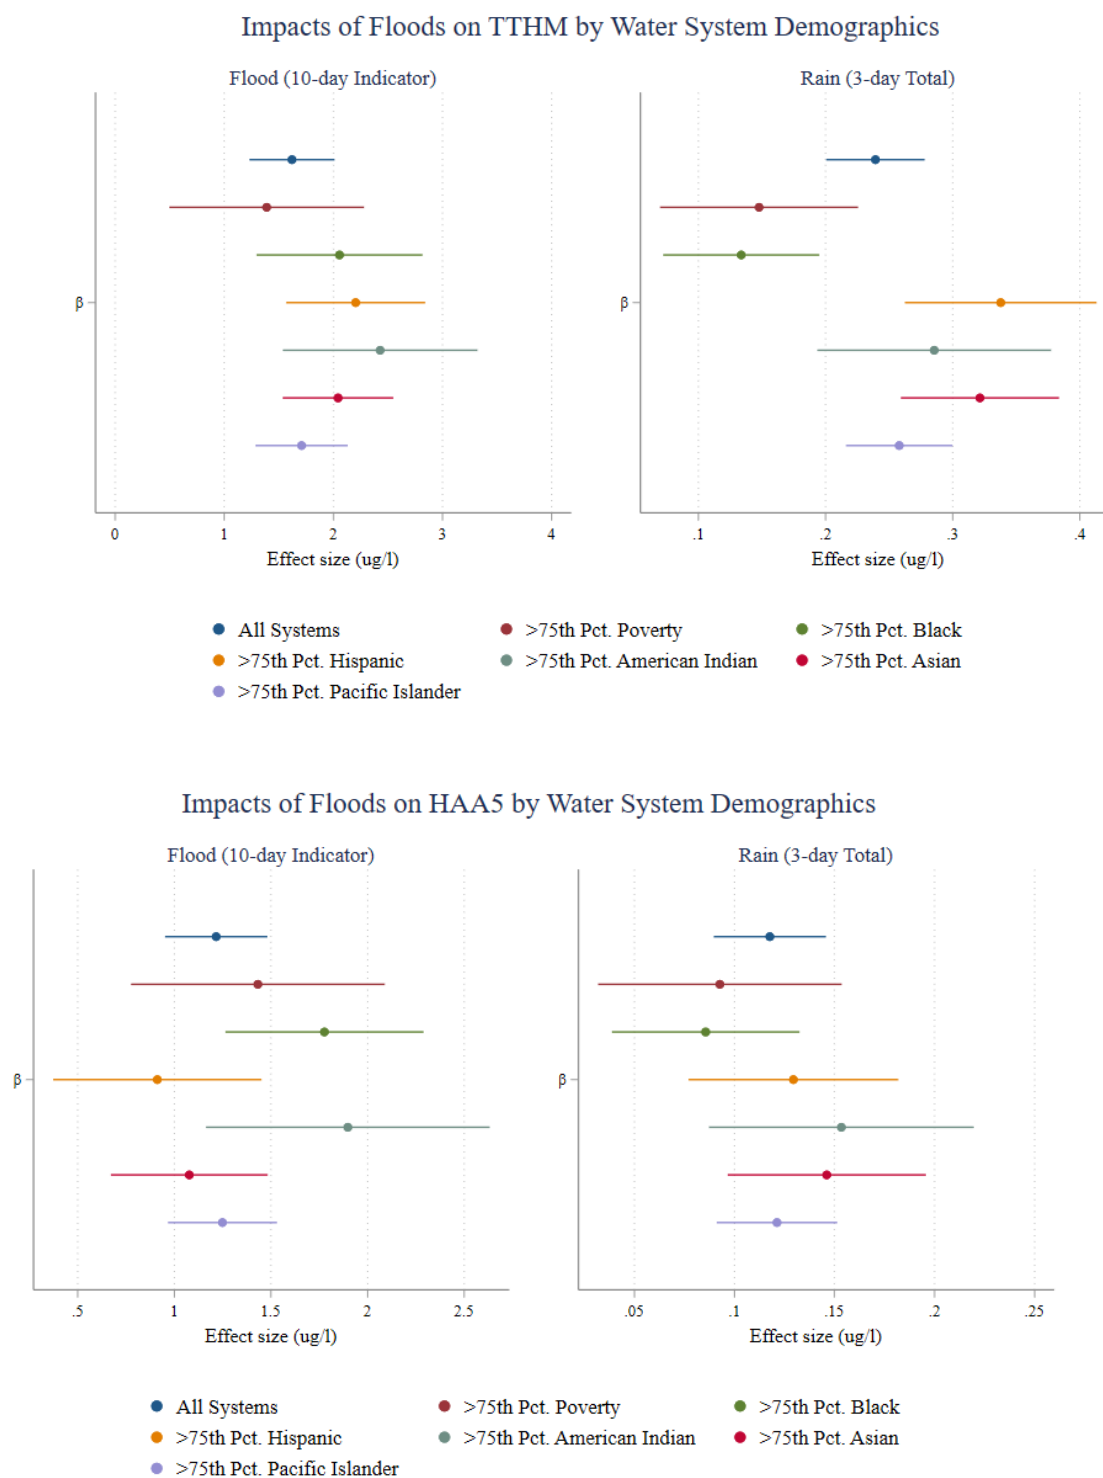 Impacts of Floods on TTHM by Water System Demographics
Flood (10-day Indicator)
Rain (3-day Total)
β
β
0 1 2 3 4
.1 .2 .3 .4
Effect size (ug/l)
Effect size (ug/l)
All Systems >75th Pct. Poverty >75th Pct. Black
>75th Pct. Hispanic >75th Pct. American Indian >75th Pct. Asian
>75th Pct. Pacific Islander
Impacts of Floods on HAA5 by Water System Demographics
Flood (10-day Indicator)
Rain (3-day Total)
β
β
.5 1 1.5 2 2.5
.05 .1 .15 .2 .25
Effect size (ug/l)
Effect size (ug/l)
All Systems >75th Pct. Poverty >75th Pct. Black
>75th Pct. Hispanic >75th Pct. American Indian >75th Pct. Asian
>75th Pct. Pacific Islander